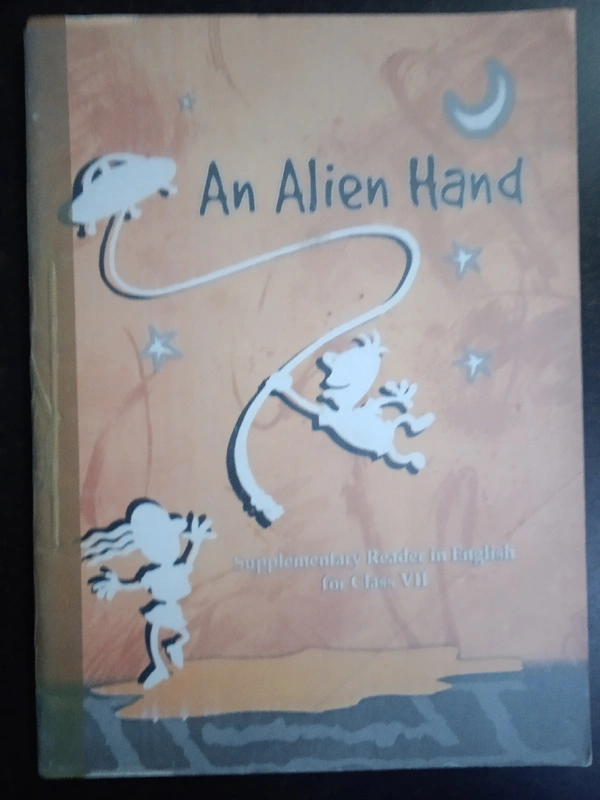 An Alien Hand
Supplementary Reader in English
for Class VII